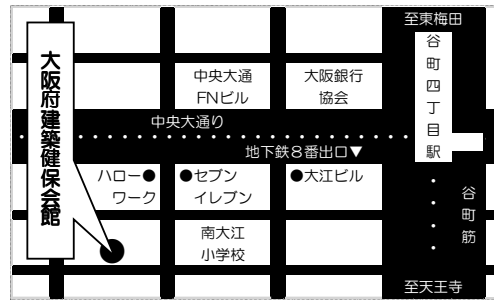 至東梅田
谷町四丁目駅
大阪府建築健保会館
中央大通
FNビル
大阪銀行
協会
中央大通り
地下鉄8番出口▼
ハロー●
ワーク
●セブン
イレブン
●大江ビル
谷町筋
南大江
小学校
至天王寺